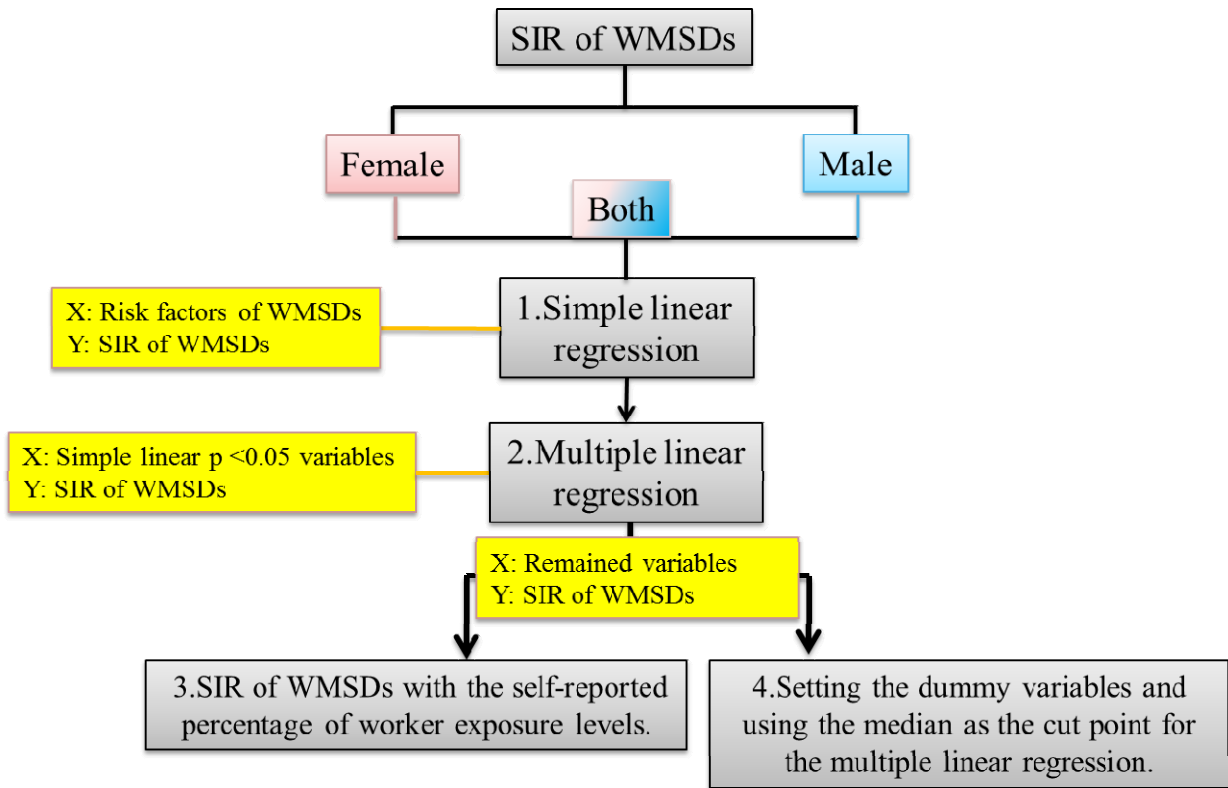 SIR of WMSDs
Female
Male
Both
X: Risk factors of WMSDs
Y: SIR of WMSDs
1.Simple linear
regression
X: Simple linear p <0.05 variables
Y: SIR of WMSDs
2.Multiple linear
regression
X: Remained variables
Y: SIR of WMSDs
3.SIR of WMSDs with the self-reported
percentage of worker exposure levels.
4.Setting the dummy variables and
using the median as the cut point for
the multiple linear regression.